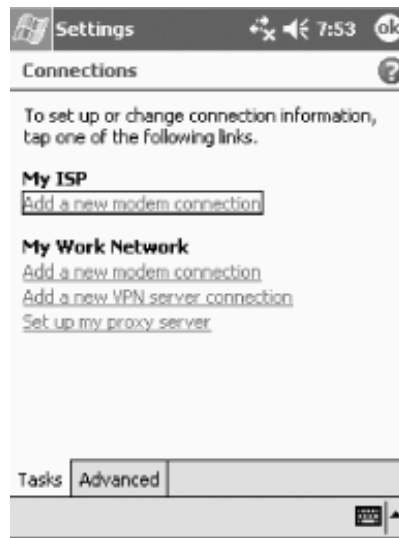 Settings 7:53 ok
Connections ?
To set up or change connection information,
tap one of the following links.
My ISP
Add a new modem connection
My Work Network
Add a new modem connection
Add a new VPN server connection
Set up my proxy server
Tasks Advanced